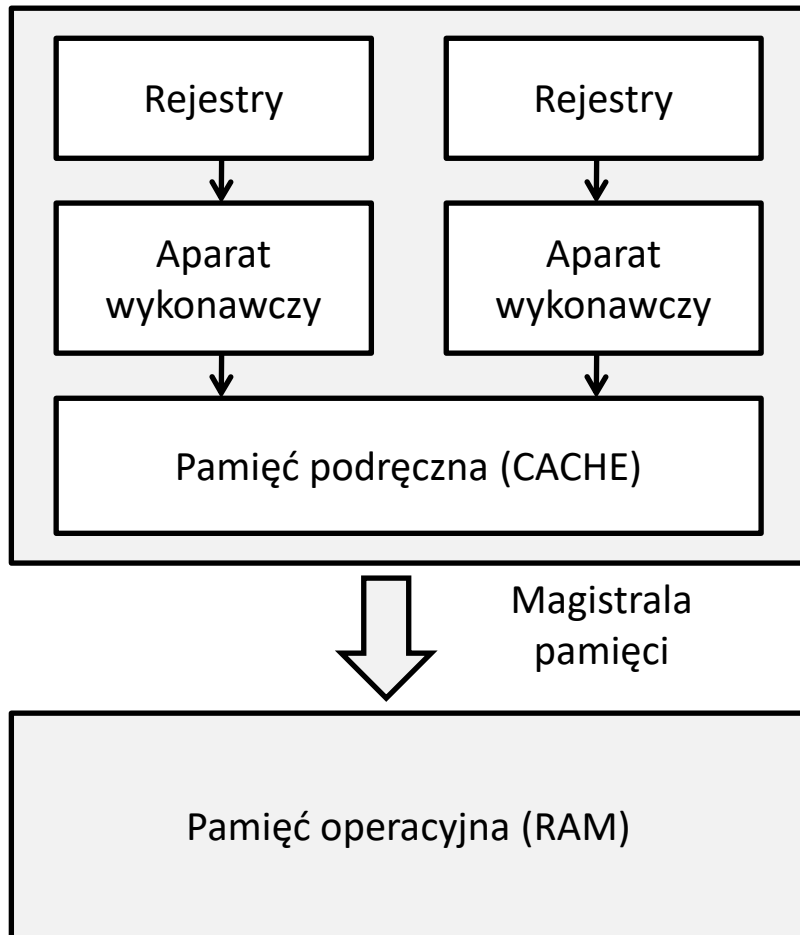 Rejestry
Rejestry
Aparat
wykonawczy
Aparat
wykonawczy
Pamięć podręczna (CACHE)
Magistrala
pamięci
Pamięć operacyjna (RAM)